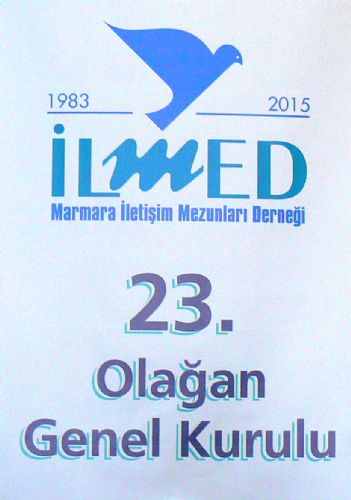 1983 2015
İLMED
Marmara İletişim Mezunları Derneği
23.
Olağan
Genel Kurulu